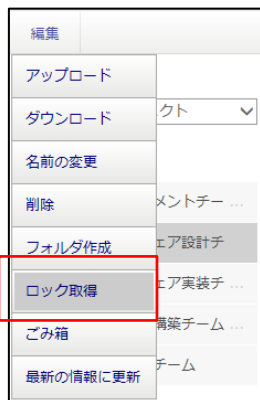 編集
アップロード
ダウンロード
クト
名前の変更
削除
メントチー ...
フォルダ作成
ェア設計チ
ロック取得
ェア実装チ ...
ごみ箱
構築チーム ...
最新の情報に更新
チーム